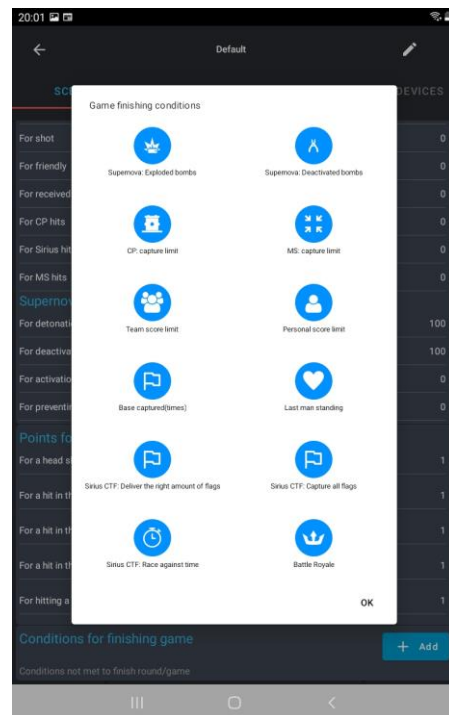 20:01
Default
SC
DEVICES
Game finishing conditions
Supernova: Exploded bombs
Supernova: Deactivated bombs
CP: capture limit
MS: capture limit
Team score limit
Personal score limit
Base captured(times)
Last man standing
Sirius CTF: Deliver the right amount of flags
Sirius CTF: Capture all flags
Sirius CTF: Race against time
Battle Royale
OK
For shot 0
For friendly 0
For received 0
For CP hits 0
For Sirius hit 0
For MS hits 0
Supernov
For detonati 100
For deactiva 100
For activatio 0
For preventin 0
Points fo
For a head s 1
For a hit in th 1
For a hit in th 1
For a hit in th 1
For hitting a 1
Conditions for finishing game
+ Add
Conditions not met to finish round/game